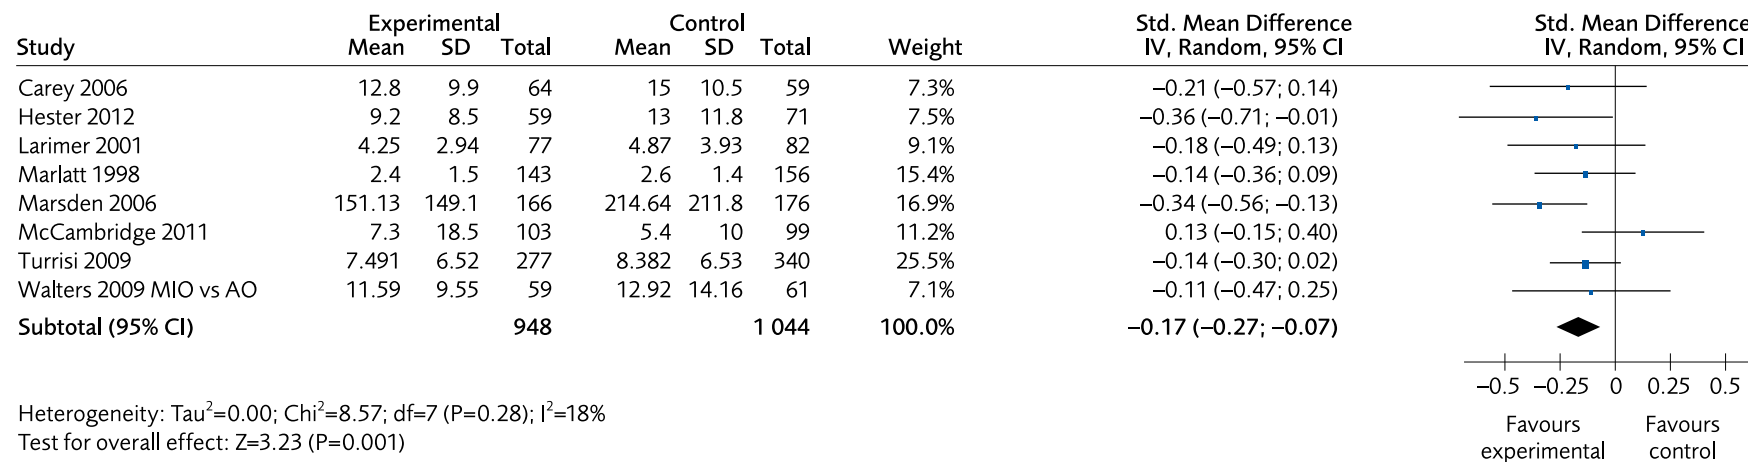 Experimental Control Std. Mean Difference Std. Mean Difference
Study Mean SD Total Mean SD Total Weight IV, Random, 95% CI IV, Random, 95% CI
Carey 2006 12.8 9.9 64 15 10.5 59 7.3% −0.21 (−0.57; 0.14)
Hester 2012 9.2 8.5 59 13 11.8 71 7.5% −0.36 (−0.71; −0.01)
Larimer 2001 4.25 2.94 77 4.87 3.93 82 9.1% −0.18 (−0.49; 0.13)
Marlatt 1998 2.4 1.5 143 2.6 1.4 156 15.4% −0.14 (−0.36; 0.09)
Marsden 2006 151.13 149.1 166 214.64 211.8 176 16.9% −0.34 (−0.56; −0.13)
McCambridge 2011 7.3 18.5 103 5.4 10 99 11.2% 0.13 (−0.15; 0.40)
Turrisi 2009 7.491 6.52 277 8.382 6.53 340 25.5% −0.14 (−0.30; 0.02)
Walters 2009 MIO vs AO 11.59 9.55 59 12.92 14.16 61 7.1% −0.11 (−0.47; 0.25)
Subtotal (95% CI) 948 1 044 100.0% −0.17 (−0.27; −0.07)
−0.5 −0.25 0 0.25 0.5
Heterogeneity: Tau²=0.00; Chi²=8.57; df=7 (P=0.28); I²=18%
Test for overall effect: Z=3.23 (P=0.001)
Favours Favours
experimental control